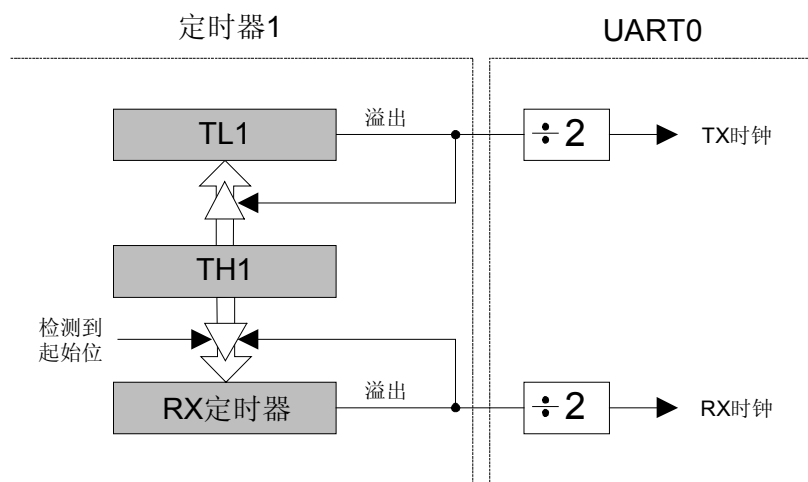 定时器1
UART0
TL1
溢出
÷2
TX时钟
TH1
检测到
起始位
RX定时器
溢出
÷2
RX时钟